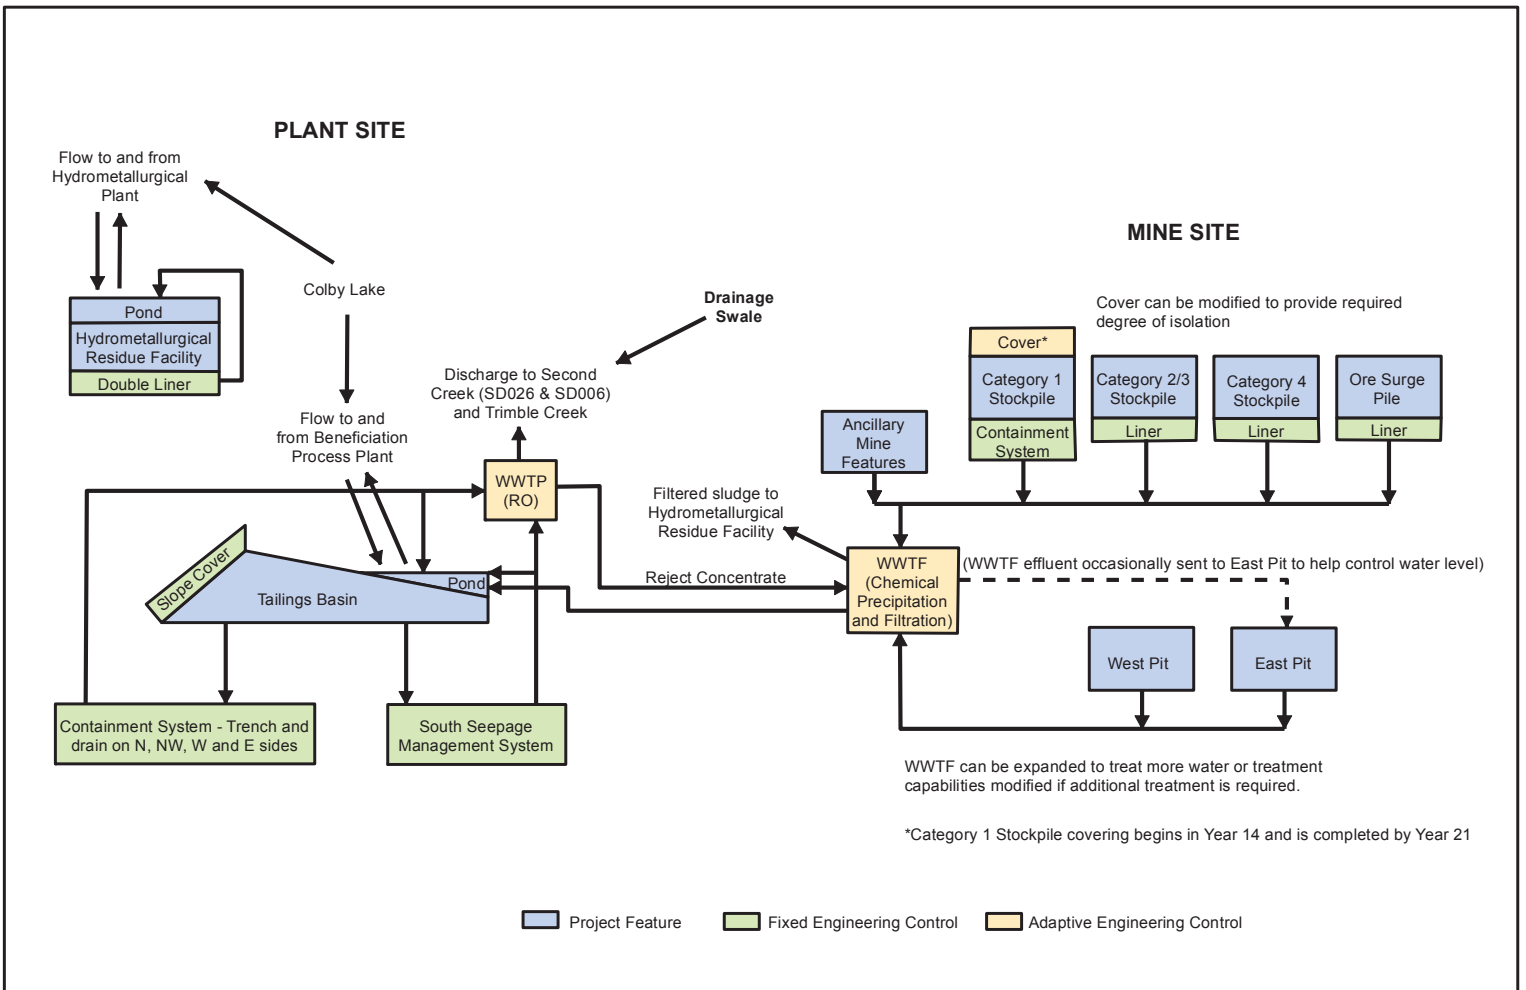 PLANT SITE
Flow to and from
Hydrometallurgical
Plant
Pond
Hydrometallurgical
Residue Facility
Double Liner
Colby Lake
Flow to and
from Beneficiation
Process Plant
Drainage
Swale
Discharge to Second
Creek (SD026 & SD006)
and Trimble Creek
WWTP
(RO)
Slope Cover
Tailings Basin
Pond
Containment System - Trench and
drain on N, NW, W and E sides
South Seepage
Management System
Reject Concentrate
Filtered sludge to
Hydrometallurgical
Residue Facility
MINE SITE
Cover can be modified to provide required
degree of isolation
Cover*
Category 1
Stockpile
Containment
System
Category 2/3
Stockpile
Liner
Category 4
Stockpile
Liner
Ore Surge
Pile
Liner
Ancillary
Mine
Features
WWTF
(Chemical
Precipitation
and Filtration)
(WWTF effluent occasionally sent to East Pit to help control water level)
West Pit
East Pit
WWTF can be expanded to treat more water or treatment
capabilities modified if additional treatment is required.
*Category 1 Stockpile covering begins in Year 14 and is completed by Year 21
Project Feature
Fixed Engineering Control
Adaptive Engineering Control